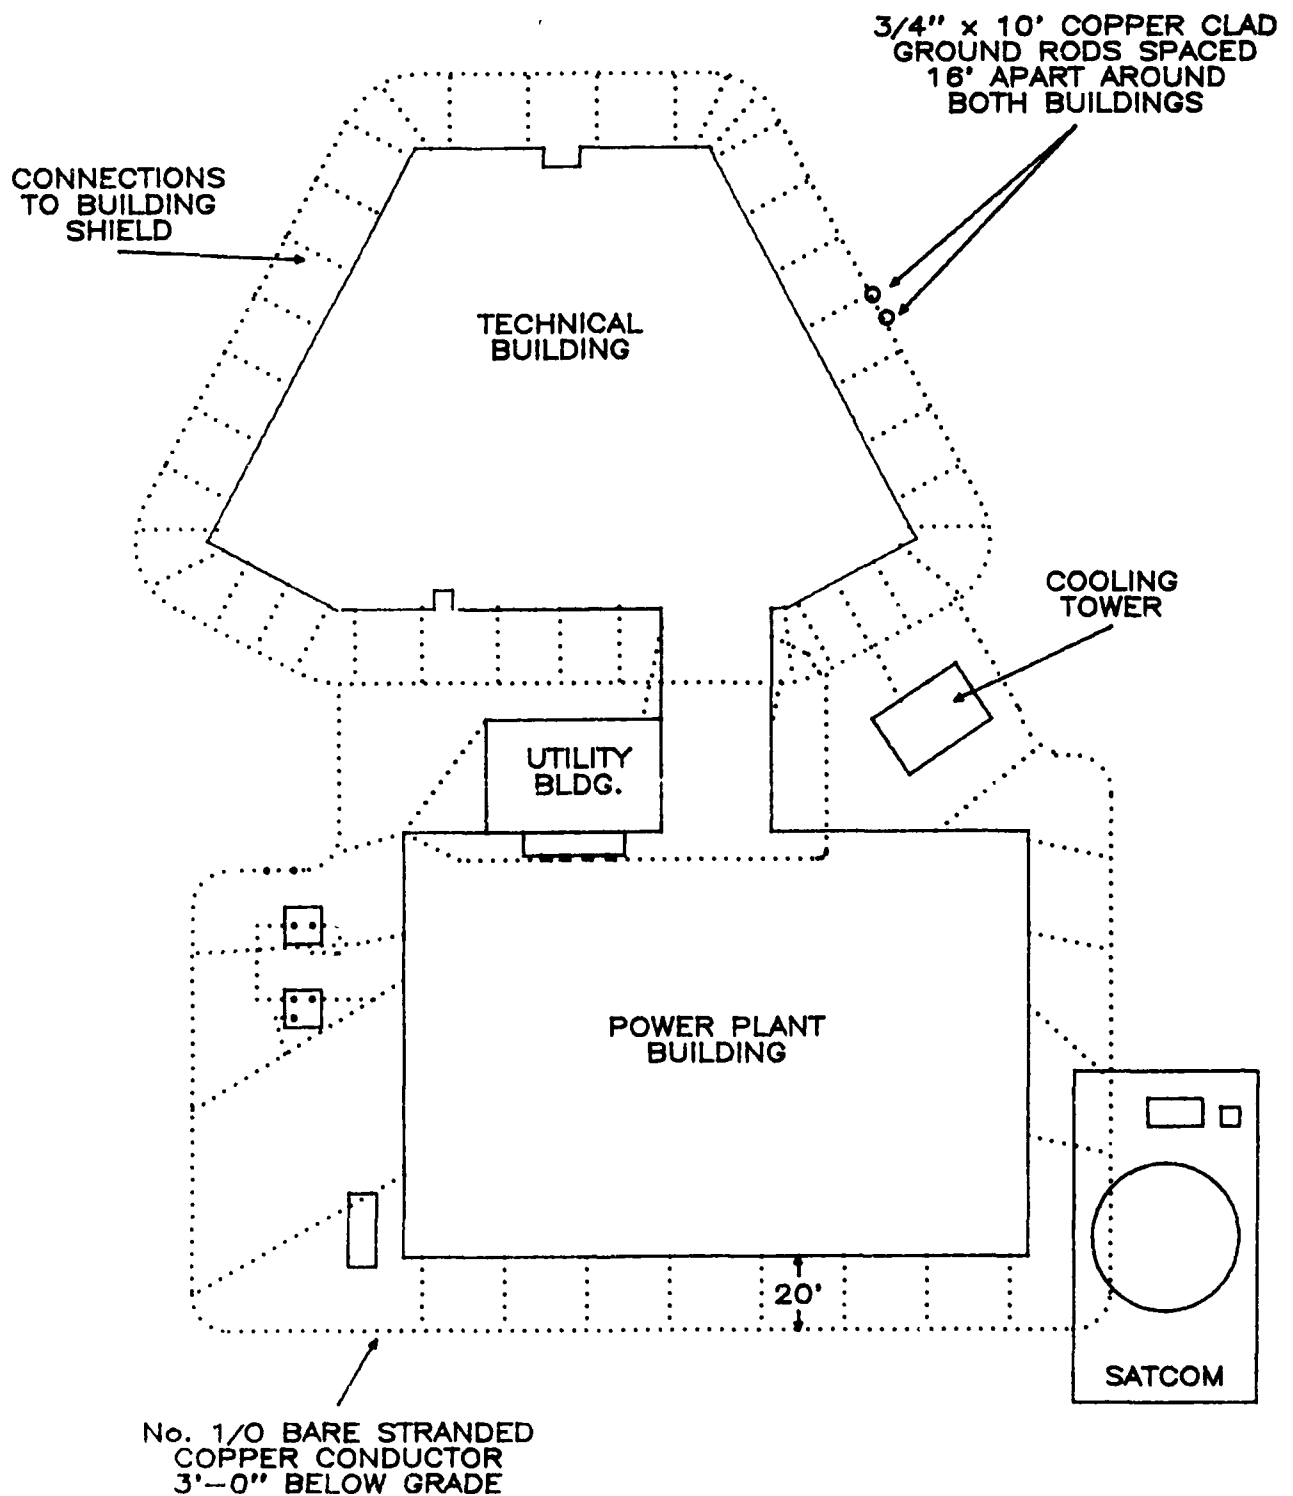 3/4" x 10' COPPER CLAD
GROUND RODS SPACED
16' APART AROUND
BOTH BUILDINGS
CONNECTIONS
TO BUILDING
SHIELD
TECHNICAL
BUILDING
COOLING
TOWER
UTILITY
BLDG.
POWER PLANT
BUILDING
20'
SATCOM
No. 1/O BARE STRANDED
COPPER CONDUCTOR
3'-0" BELOW GRADE